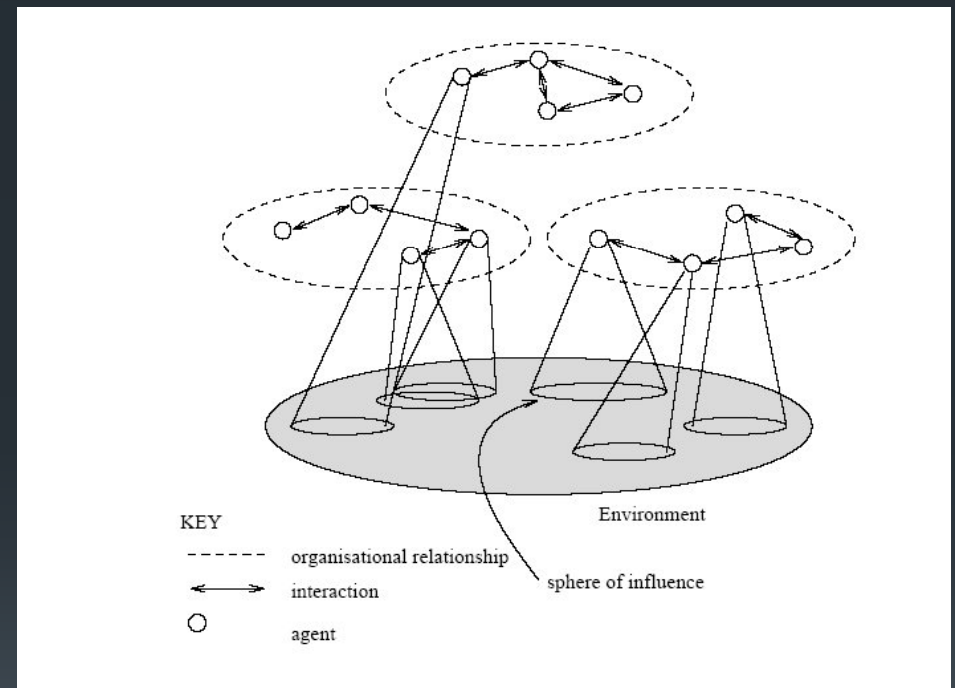 Environment
KEY
organisational relationship
sphere of influence
interaction
agent